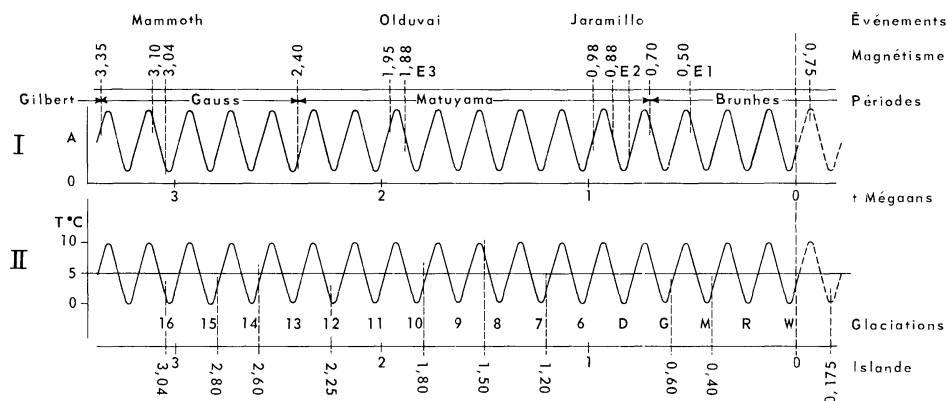 Mammoth Olduvai Jaramillo Événements
3,35 3,10 3,04 2,40 1,95 1,88 E3 0,98 0,88 E2 0,70 0,50 E1 0,75 Magnétisme
Gilbert Gauss Matuyama Brunhes Périodes
I A
0
3 2 1 0 t Mégaans
T°C
II 10
5
0
16 15 14 13 12 11 10 9 8 7 6 D G M R W Glaciations
3 2 1 0
3,04 2,80 2,60 2,25 1,80 1,50 1,20 0,60 0,40 0,175 Islande